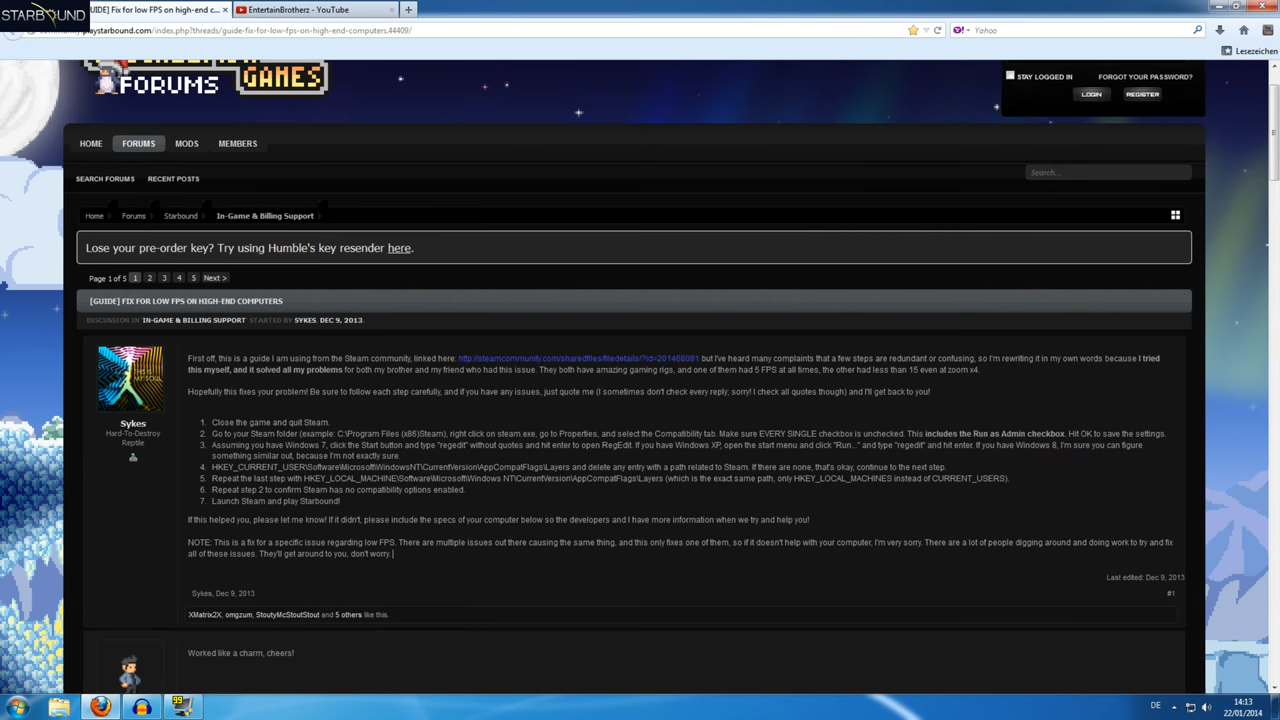 STARBOUND
[GUIDE] Fix for low FPS on high-end c... ×
EntertainBrotherz - YouTube ×
playstarbound.com/index.php?threads/guide-fix-for-low-fps-on-high-end-computers.44409/
Yahoo
Lesezeichen
FORUMS GAMES
STAY LOGGED IN FORGOT YOUR PASSWORD?
LOGIN REGISTER
HOME FORUMS MODS MEMBERS
SEARCH FORUMS RECENT POSTS
Search...
Home Forums Starbound In-Game & Billing Support
Lose your pre-order key? Try using Humble's key resender here.
Page 1 of 5 1 2 3 4 5 Next >
[GUIDE] FIX FOR LOW FPS ON HIGH-END COMPUTERS
DISCUSSION IN IN-GAME & BILLING SUPPORT STARTED BY SYKES, DEC 9, 2013.
First off, this is a guide I am using from the Steam community, linked here: http://steamcommunity.com/sharedfiles/filedetails/?id=201468091 but I've heard many complaints that a few steps are redundant or confusing, so I'm rewriting it in my own words because I tried
this myself, and it solved all my problems for both my brother and my friend who had this issue. They both have amazing gaming rigs, and one of them had 5 FPS at all times, the other had less than 15 even at zoom x4.
Hopefully this fixes your problem! Be sure to follow each step carefully, and if you have any issues, just quote me (I sometimes don't check every reply; sorry! I check all quotes though) and I'll get back to you!
Sykes
Hard-To-Destroy
Reptile
1. Close the game and quit Steam.
2. Go to your Steam folder (example: C:\Program Files (x86)Steam), right click on steam.exe, go to Properties, and select the Compatibility tab. Make sure EVERY SINGLE checkbox is unchecked. This includes the Run as Admin checkbox. Hit OK to save the settings.
3. Assuming you have Windows 7, click the Start button and type "regedit" without quotes and hit enter to open RegEdit. If you have Windows XP, open the start menu and click "Run..." and type "regedit" and hit enter. If you have Windows 8, I'm sure you can figure
something similar out, because I'm not exactly sure.
4. HKEY_CURRENT_USER\Software\Microsoft\WindowsNT\CurrentVersion\AppCompatFlags\Layers and delete any entry with a path related to Steam. If there are none, that's okay, continue to the next step.
5. Repeat the last step with HKEY_LOCAL_MACHINE\Software\Microsoft\Windows NT\CurrentVersion\AppCompatFlags\Layers (which is the exact same path, only HKEY_LOCAL_MACHINES instead of CURRENT_USERS).
6. Repeat step 2 to confirm Steam has no compatibility options enabled.
7. Launch Steam and play Starbound!
If this helped you, please let me know! If it didn't, please include the specs of your computer below so the developers and I have more information when we try and help you!
NOTE: This is a fix for a specific issue regarding low FPS. There are multiple issues out there causing the same thing, and this only fixes one of them, so if it doesn't help with your computer, I'm very sorry. There are a lot of people digging around and doing work to try and fix
all of these issues. They'll get around to you, don't worry.
Last edited: Dec 9, 2013
Sykes, Dec 9, 2013 #1
XMatrix2X, omgzum, StoutyMcStoutStout and 5 others like this.
Worked like a charm, cheers!
99
DE
14:13
22/01/2014